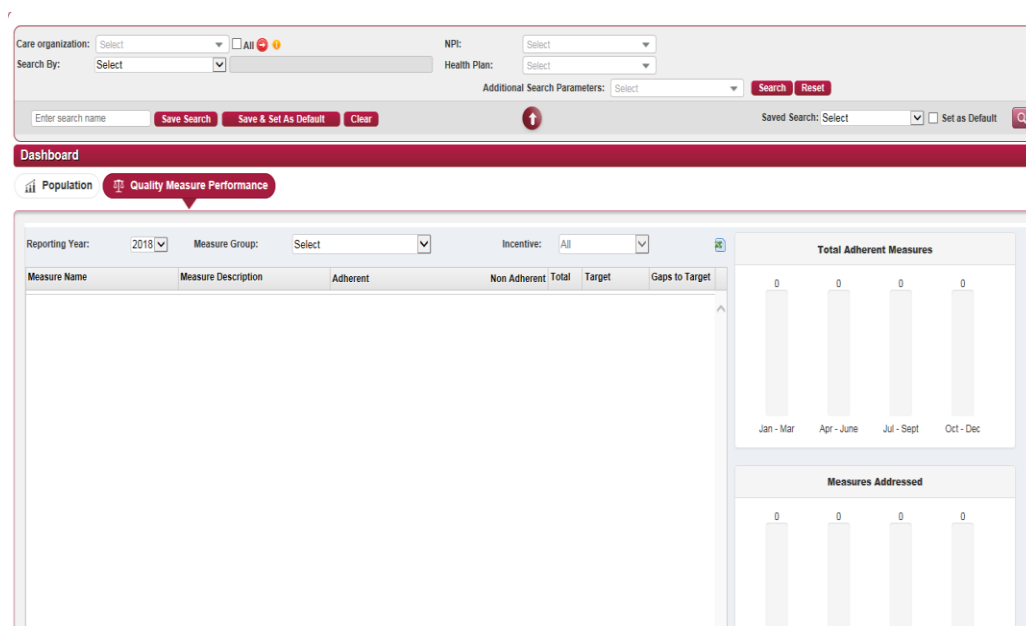 Care organization: Select All NPI: Select
Search By: Select Health Plan: Select
Additional Search Parameters: Select Search Reset
Enter search name Save Search Save & Set As Default Clear Saved Search: Select Set as Default
Dashboard
Population Quality Measure Performance
Reporting Year: 2018 Measure Group: Select Incentive: All
Measure Name Measure Description Adherent Non Adherent Total Target Gaps to Target
Total Adherent Measures
0 0 0 0
Jan - Mar Apr - June Jul - Sept Oct - Dec
Measures Addressed
0 0 0 0